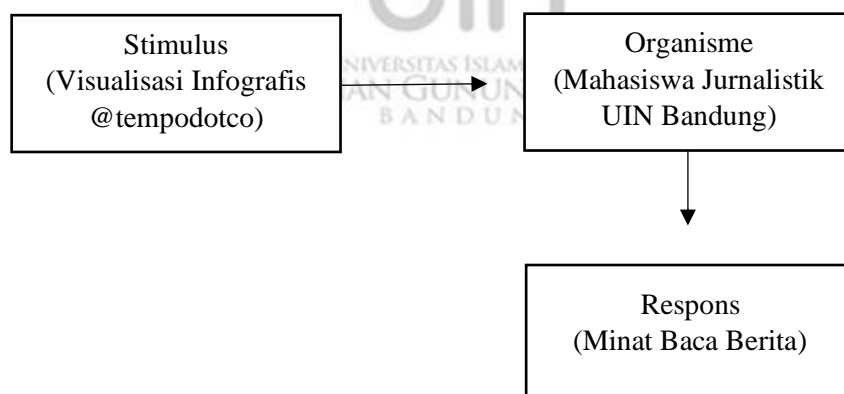 Stimulus
(Visualisasi Infografis
@tempodotco)
Organisme
(Mahasiswa Jurnalistik
UIN Bandung)
Respons
(Minat Baca Berita)